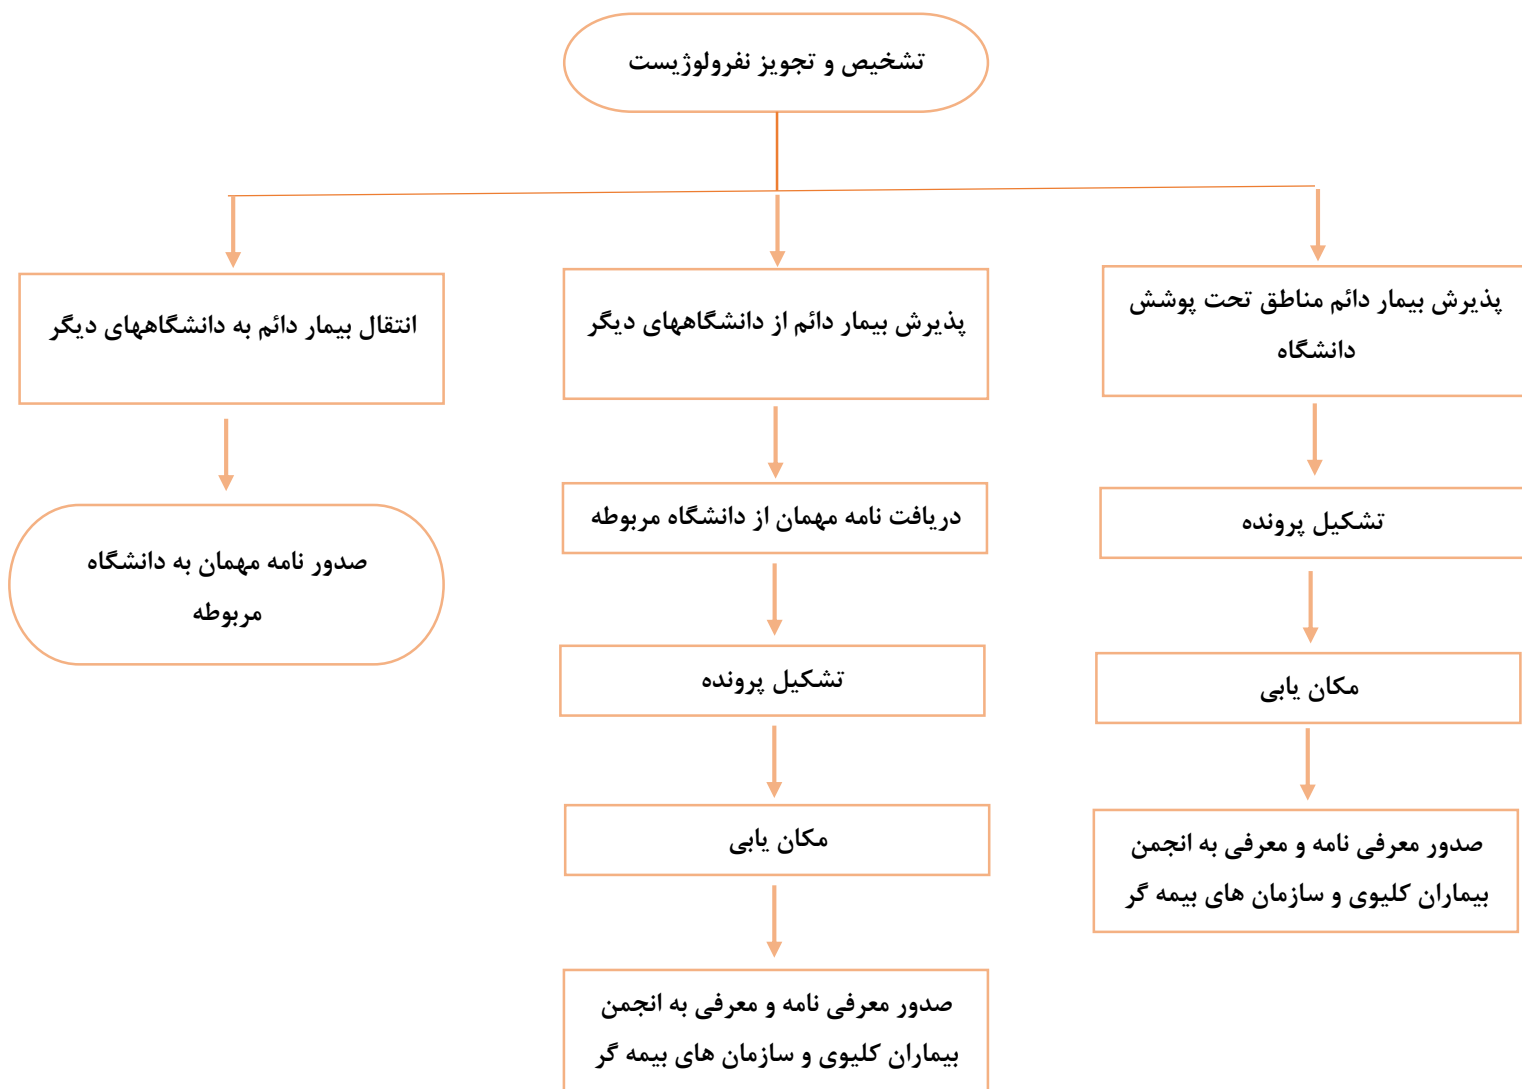 تشخیص و تجویز نفرولوژیست
پذیرش بیمار دائم مناطق تحت پوشش
دانشگاه
تشکیل پرونده
مکان یابی
صدور معرفی نامه و معرفی به انجمن
بیماران کلیوی و سازمان های بیمه گر
پذیرش بیمار دائم از دانشگاههای دیگر
دریافت نامه مهمان از دانشگاه مربوطه
تشکیل پرونده
مکان یابی
صدور معرفی نامه و معرفی به انجمن
بیماران کلیوی و سازمان های بیمه گر
انتقال بیمار دائم به دانشگاههای دیگر
صدور نامه مهمان به دانشگاه
مربوطه